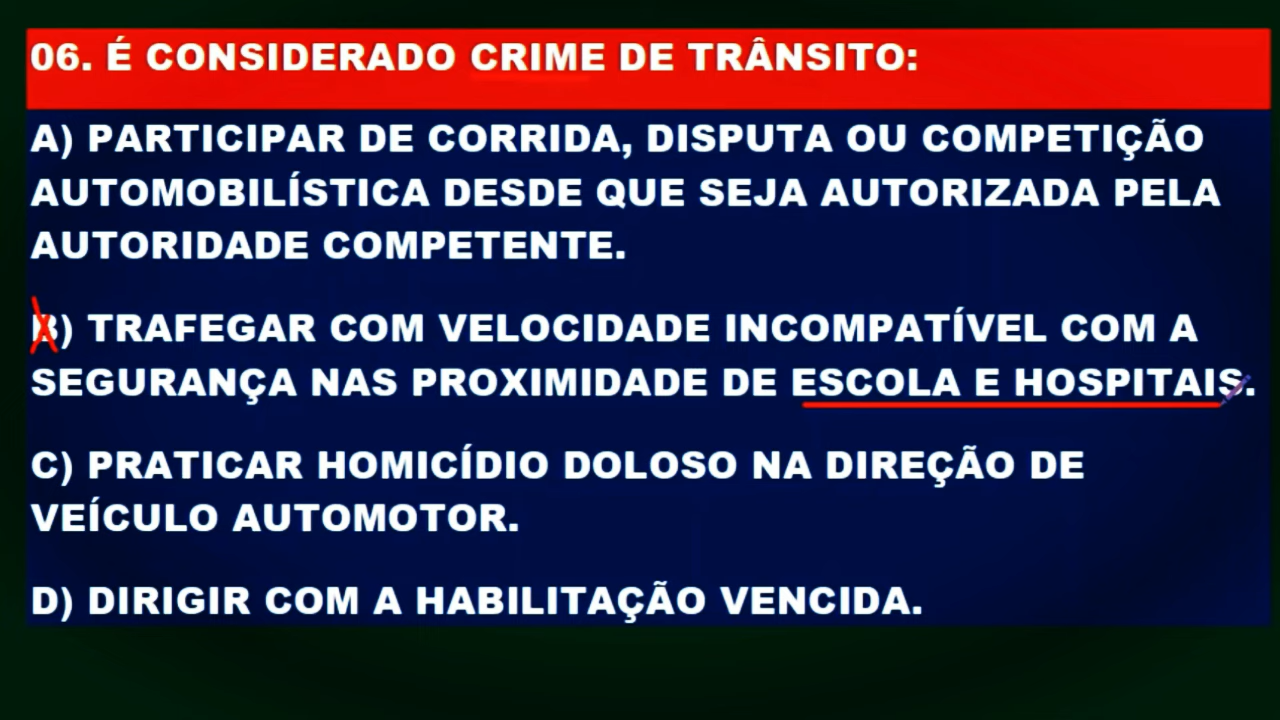 06. É CONSIDERADO CRIME DE TRÂNSITO:
A) PARTICIPAR DE CORRIDA, DISPUTA OU COMPETIÇÃO
AUTOMOBILÍSTICA DESDE QUE SEJA AUTORIZADA PELA
AUTORIDADE COMPETENTE.
B) TRAFEGAR COM VELOCIDADE INCOMPATÍVEL COM A
SEGURANÇA NAS PROXIMIDADE DE ESCOLA E HOSPITAIS.
C) PRATICAR HOMICÍDIO DOLOSO NA DIREÇÃO DE
VEÍCULO AUTOMOTOR.
D) DIRIGIR COM A HABILITAÇÃO VENCIDA.